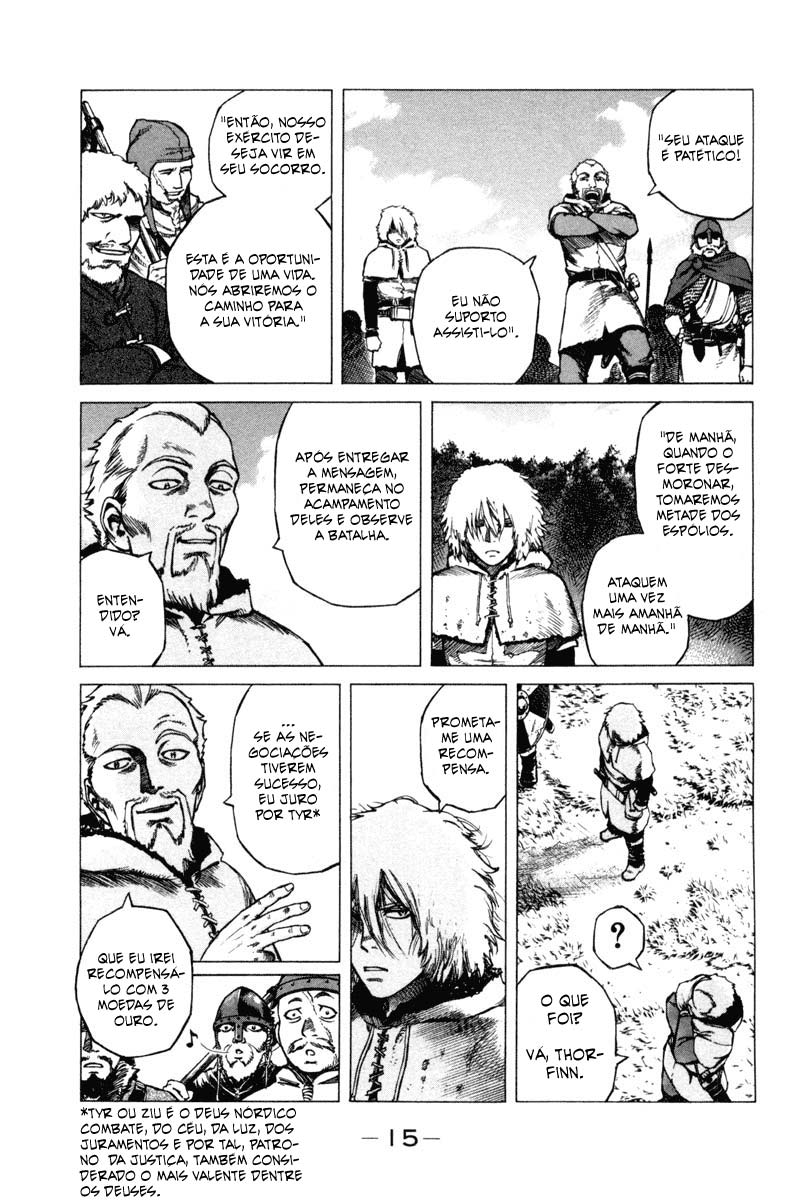 "SEU ATAQUE
É PATÉTICO!
EU NÃO
SUPORTO
ASSISTI-LO".
"ENTÃO, NOSSO
EXERCITO DE-
SEJA VIR EM
SEU SOCORRO.
ESTA É A OPORTUNI-
DADE DE UMA VIDA.
NÓS ABRIREMOS O
CAMINHO PARA
A SUA VITÓRIA."
"DE MANHÃ,
QUANDO O
FORTE DES-
MORONAR,
TOMAREMOS
METADE DOS
ESPÓLIOS.
ATAQUEM
UMA VEZ
MAIS AMANHÃ
DE MANHÃ."
APÓS ENTREGAR
A MENSAGEM,
PERMANEÇA NO
ACAMPAMENTO
DELES E OBSERVE
A BATALHA.
ENTEN-
DIDO?
VÁ.
?
O QUE
FOI?
VÁ, THOR-
FINN.
PROMETA-
ME UMA
RECOM-
PENSA.
...
SE AS NE-
GOCIAÇÕES
TIVEREM
SUCESSO,
EU JURO
POR TYR*
QUE EU IREI
RECOMPENSÁ-
LO COM 3
MOEDAS DE
OURO.
*TYR OU ZIU É O DEUS NÓRDICO
COMBATE, DO CÉU, DA LUZ, DOS
JURAMENTOS E POR TAL, PATRO-
NO DA JUSTIÇA, TAMBÉM CONSI-
DERADO O MAIS VALENTE DENTRE
OS DEUSES.
—15—